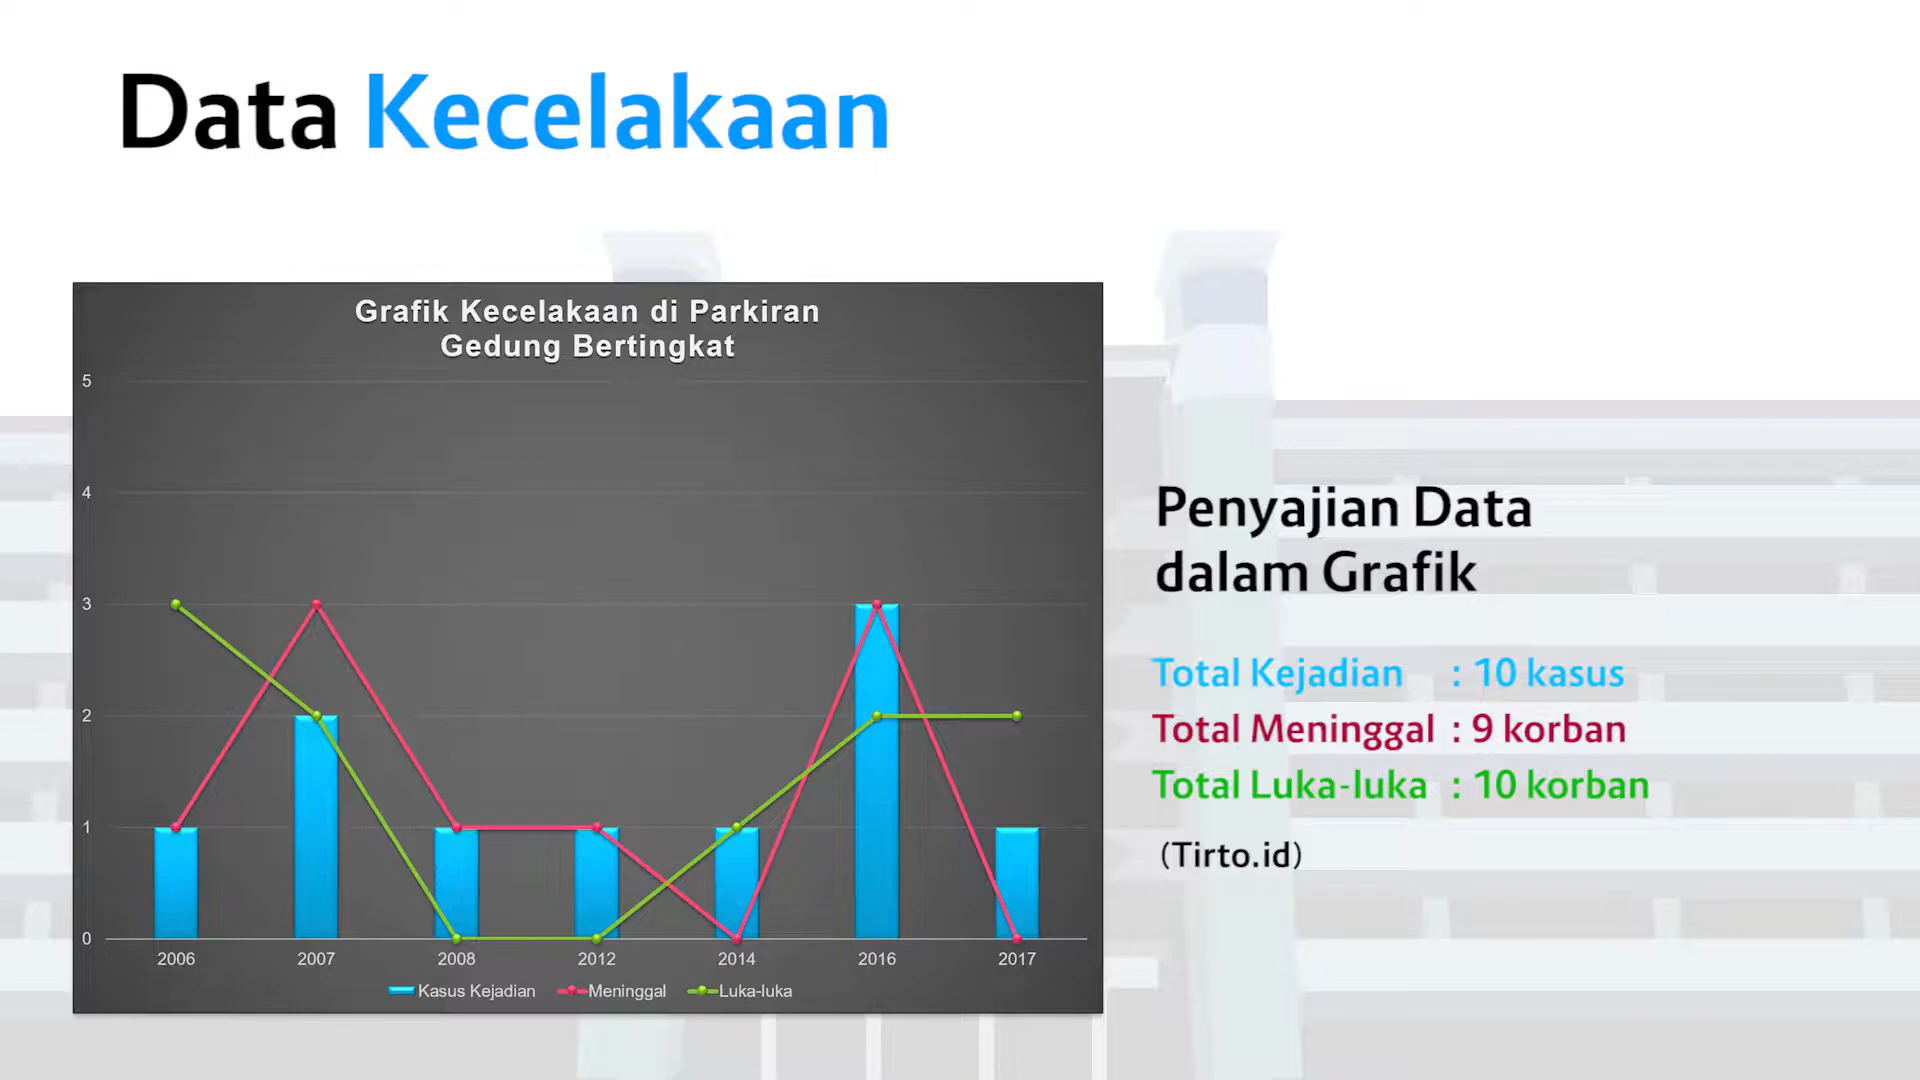 Data Kecelakaan
Grafik Kecelakaan di Parkiran
Gedung Bertingkat
5
4
3
2
1
0
2006 2007 2008 2012 2014 2016 2017
Kasus Kejadian Meninggal Luka-luka
Penyajian Data
dalam Grafik
Total Kejadian : 10 kasus
Total Meninggal : 9 korban
Total Luka-luka : 10 korban
(Tirto.id)